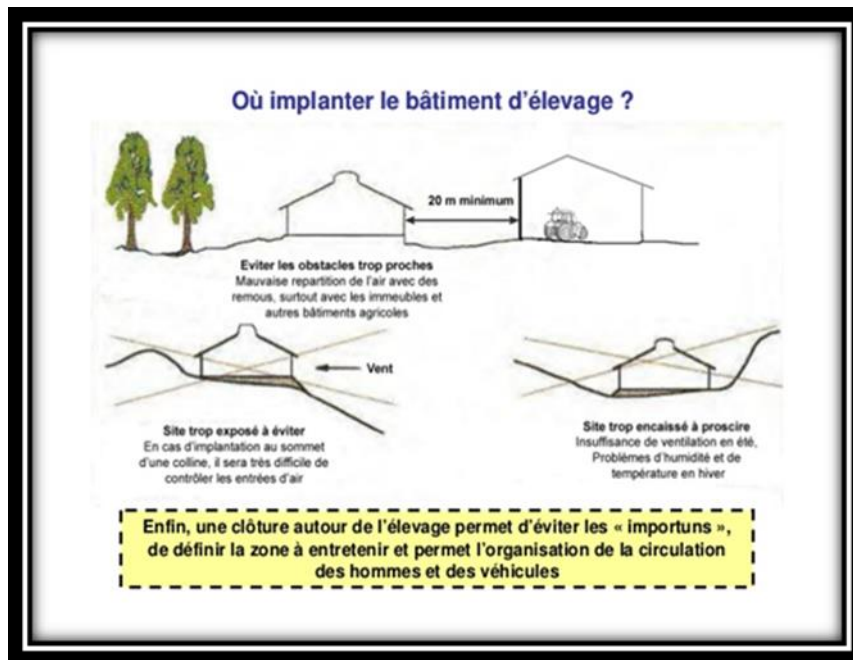 Où implanter le bâtiment d'élevage ?
20 m minimum
Eviter les obstacles trop proches
Mauvaise repartition de l'air avec des
remous, surtout avec les immeubles et
autres bâtiments agricoles
Vent
Site trop exposé à éviter
En cas d'implantation au sommet
d'une colline, il sera très difficile de
contrôler les entrées d'air
Site trop encaissé à proscire
Insuffisance de ventilation en été,
Problèmes d'humidité et de
température en hiver
Enfin, une clôture autour de l'élevage permet d'éviter les « importuns »,
de définir la zone à entretenir et permet l'organisation de la circulation
des hommes et des véhicules